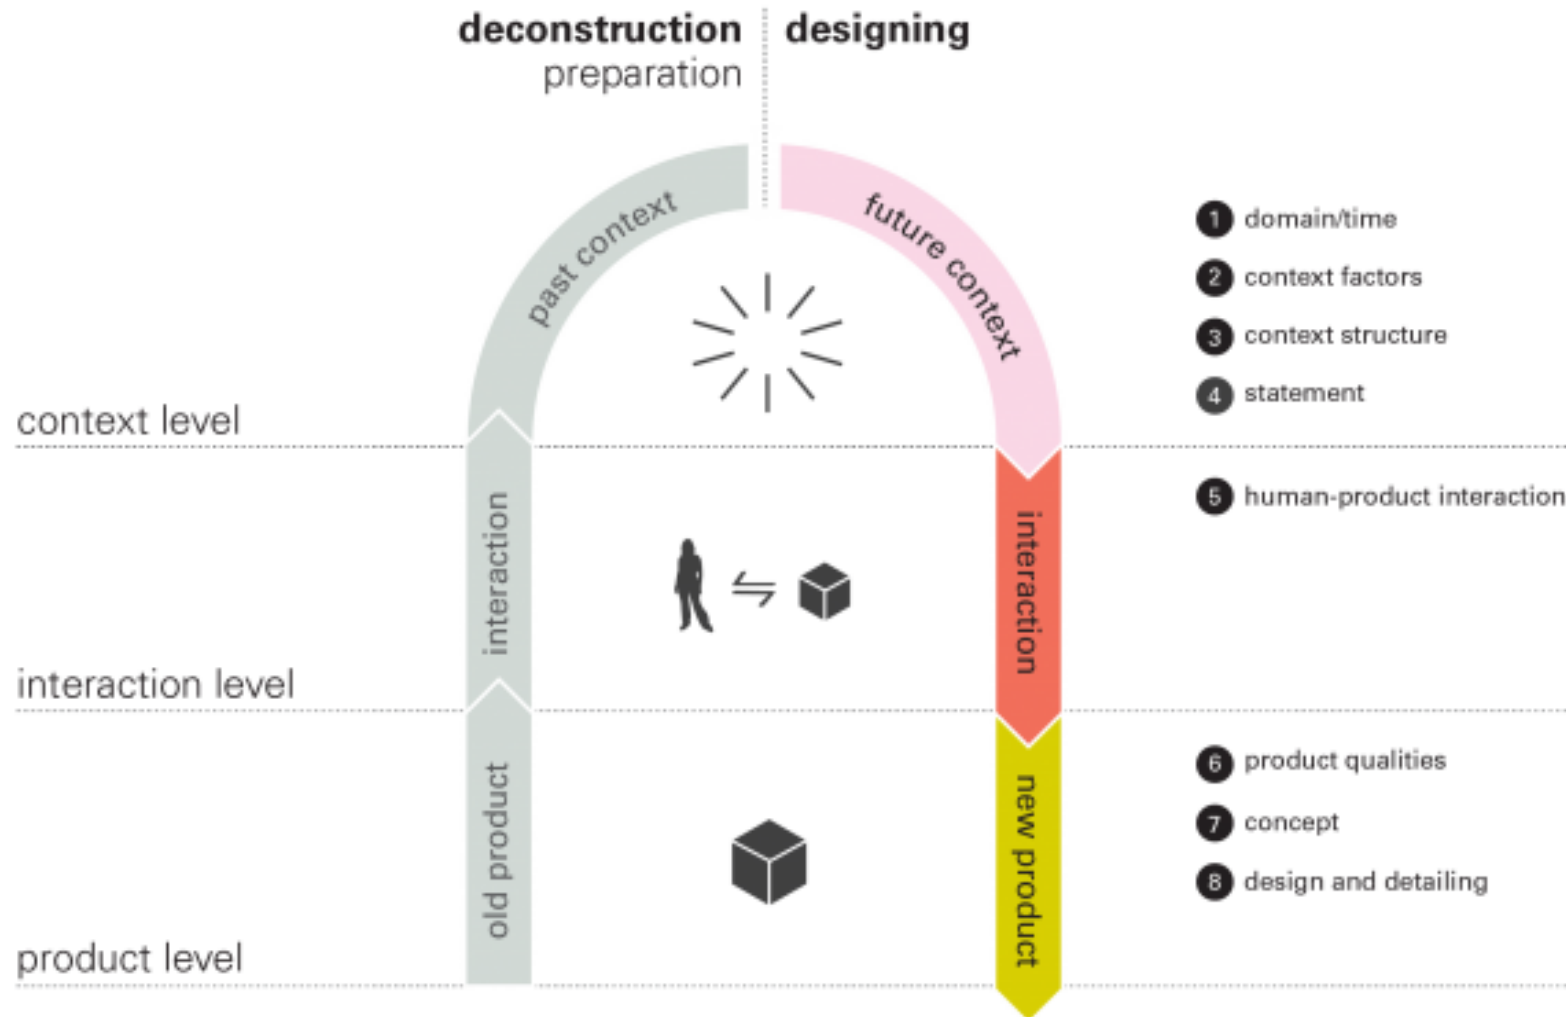 deconstruction
preparation
designing
past context
future context
1 domain/time
2 context factors
3 context structure
4 statement
context level
interaction
interaction
5 human-product interaction
interaction level
old product
new product
6 product qualities
7 concept
8 design and detailing
product level